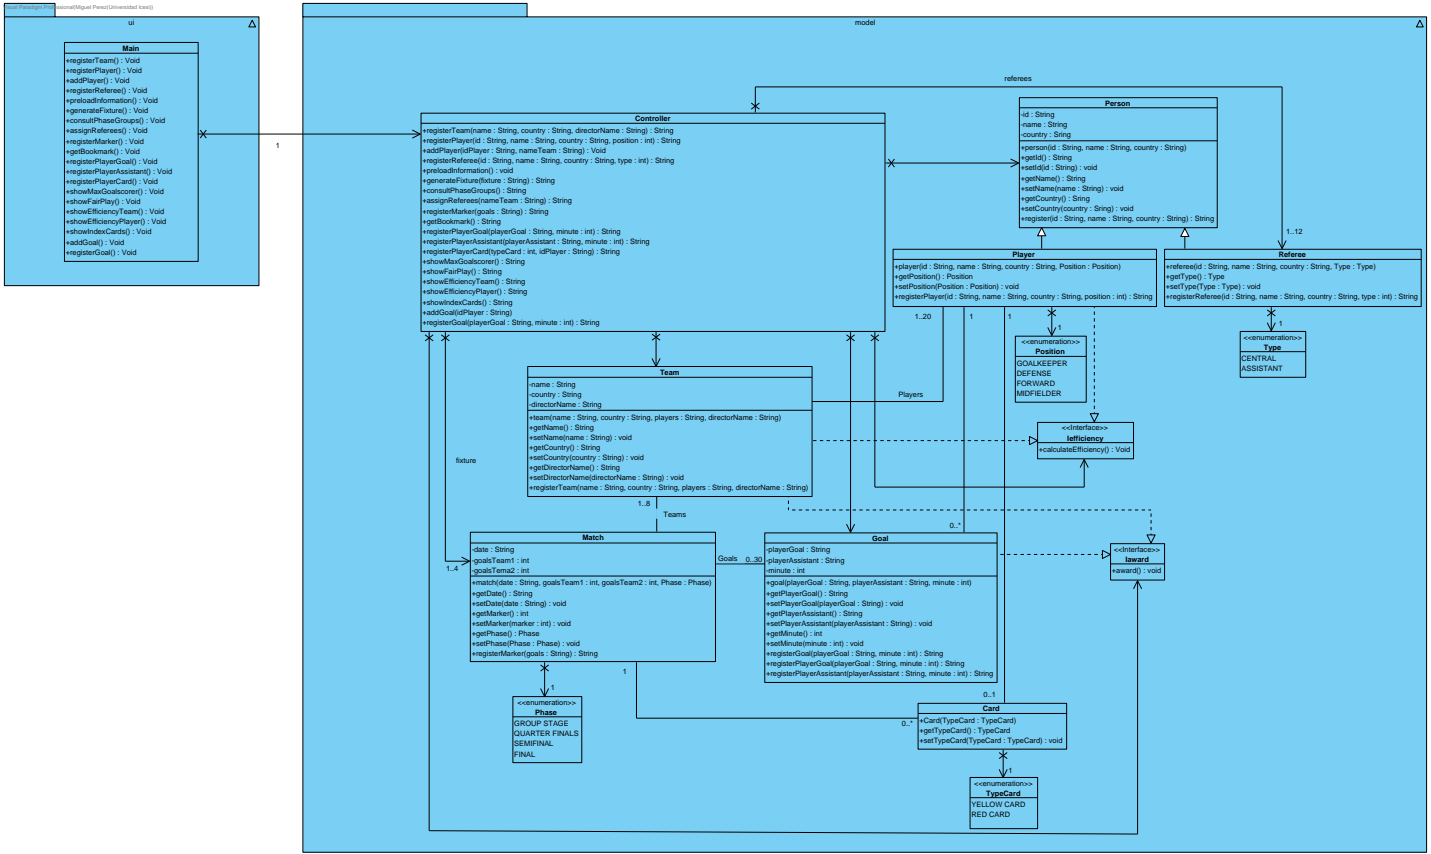 Visual Paradigm Professional(Miguel Perez(Universidad Icesi))
ui
Main
+registerTeam() : Void
+registerPlayer() : Void
+addPlayer() : Void
+registerReferee() : Void
+preloadInformation() : Void
+generateFixture() : Void
+consultPhaseGroups() : Void
+assignReferees() : Void
+registerMarker() : Void
+getBookmark() : Void
+registerPlayerGoal() : Void
+registerPlayerAssistant() : Void
+registerPlayerCard() : Void
+showMaxGoalscorer() : Void
+showFairPlay() : Void
+showEfficiencyTeam() : Void
+showEfficiencyPlayer() : Void
+showIndexCards() : Void
+addGoal() : Void
+registerGoal() : Void
1
model
referees
Controller
+registerTeam(name : String, country : String, directorName : String) : String
+registerPlayer(id : String, name : String, country : String, position : int) : String
+addPlayer(idPlayer : String, nameTeam : String) : Void
+registerReferee(id : String, name : String, country : String, type : int) : String
+preloadInformation() : void
+generateFixture(fixture : String) : String
+consultPhaseGroups() : String
+assignReferees(nameTeam : String) : String
+registerMarker(goals : String) : String
+getBookmark() : String
+registerPlayerGoal(playerGoal : String, minute : int) : String
+registerPlayerAssistant(playerAssistant : String, minute : int) : String
+registerPlayerCard(typeCard : int, idPlayer : String) : String
+showMaxGoalscorer() : String
+showFairPlay() : String
+showEfficiencyTeam() : String
+showEfficiencyPlayer() : String
+showIndexCards() : String
+addGoal(idPlayer : String)
+registerGoal(playerGoal : String, minute : int) : String
Person
-id : String
-name : String
-country : Sring
+person(id : String, name : String, country : String)
+getId() : String
+setId(id : String) : void
+getName() : String
+setName(name : String) : void
+getCountry() : Sring
+setCountry(country : Sring) : void
+register(id : String, name : String, country : String) : String
1..12
Player
+player(id : String, name : String, country : String, Position : Position)
+getPosition() : Position
+setPosition(Position : Position) : void
+registerPlayer(id : String, name : String, country : String, position : int) : String
Referee
+referee(id : String, name : String, country : String, Type : Type)
+getType() : Type
+setType(Type : Type) : void
+registerReferee(id : String, name : String, country : String, type : int) : String
1..20
1
1
1
1
<<enumeration>>
Position
GOALKEEPER
DEFENSE
FORWARD
MIDFIELDER
<<enumeration>>
Type
CENTRAL
ASSISTANT
Team
-name : String
-country : String
-directorName : String
+team(name : String, country : String, players : String, directorName : String)
+getName() : String
+setName(name : String) : void
+getCountry() : String
+setCountry(country : String) : void
+getDirectorName() : String
+setDirectorName(directorName : String) : void
+registerTeam(name : String, country : String, players : String, directorName : String)
Players
<<Interface>>
Iefficiency
+calculateEfficiency() : Void
fixture
1..8
Teams
0..*
Match
-date : String
-goalsTeam1 : int
-goalsTema2 : int
+match(date : String, goalsTeam1 : int, goalsTeam2 : int, Phase : Phase)
+getDate() : String
+setDate(date : String) : void
+getMarker() : int
+setMarker(marker : int) : void
+getPhase() : Phase
+setPhase(Phase : Phase) : void
+registerMarker(goals : String) : String
1..4
Goals
0..30
Goal
-playerGoal : String
-playerAssistant : String
-minute : int
+goal(playerGoal : String, playerAssistant : String, minute : int)
+getPlayerGoal() : String
+setPlayerGoal(playerGoal : String) : void
+getPlayerAssistant() : String
+setPlayerAssistant(playerAssistant : String) : void
+getMinute() : int
+setMinute(minute : int) : void
+registerGoal(playerGoal : String, minute : int) : String
+registerPlayerGoal(playerGoal : String, minute : int) : String
+registerPlayerAssistant(playerAssistant : String, minute : int) : String
<<Interface>>
Iaward
+award() : void
1
1
<<enumeration>>
Phase
GROUP STAGE
QUARTER FINALS
SEMIFINAL
FINAL
0..1
0..*
Card
+Card(TypeCard : TypeCard)
+getTypeCard() : TypeCard
+setTypeCard(TypeCard : TypeCard) : void
1
<<enumeration>>
TypeCard
YELLOW CARD
RED CARD